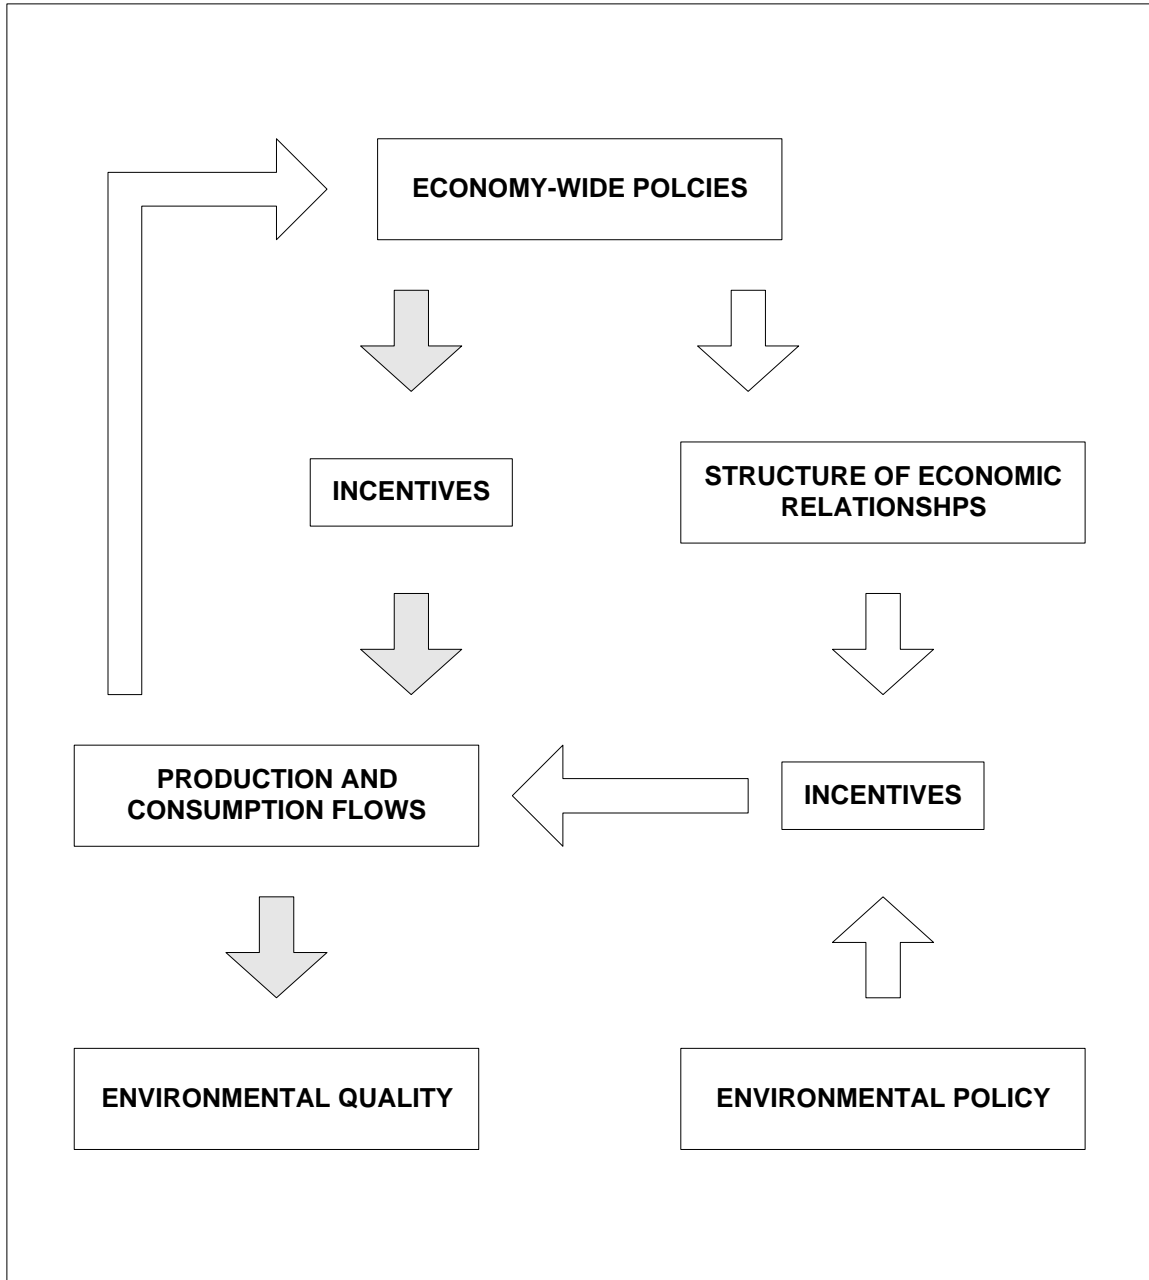 ECONOMY-WIDE POLCIES
INCENTIVES
STRUCTURE OF ECONOMIC
RELATIONSHPS
PRODUCTION AND
CONSUMPTION FLOWS
INCENTIVES
ENVIRONMENTAL QUALITY
ENVIRONMENTAL POLICY